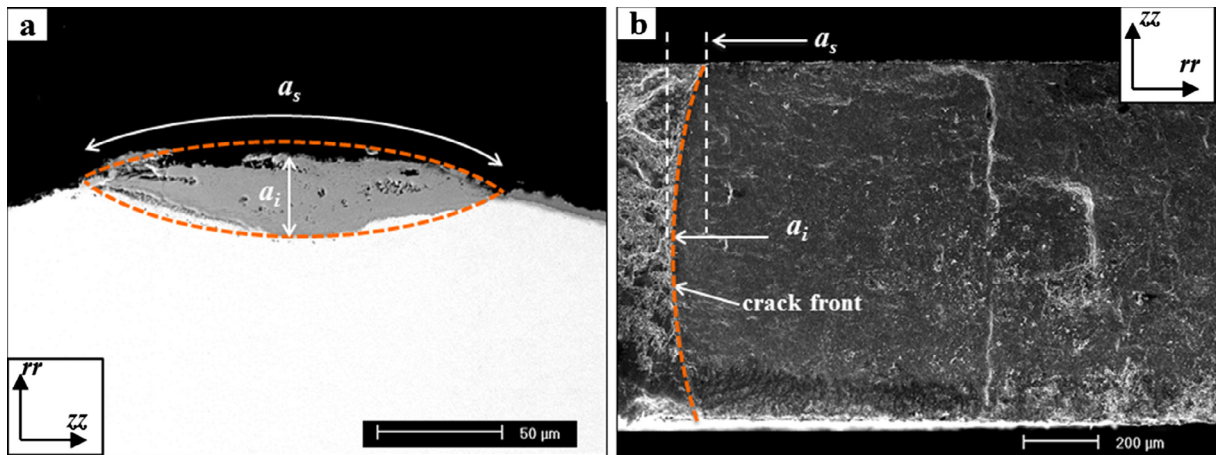 a
a_s
a_i
rr
zz
50 μm
b
a_s
zz
rr
a_i
crack front
200 μm